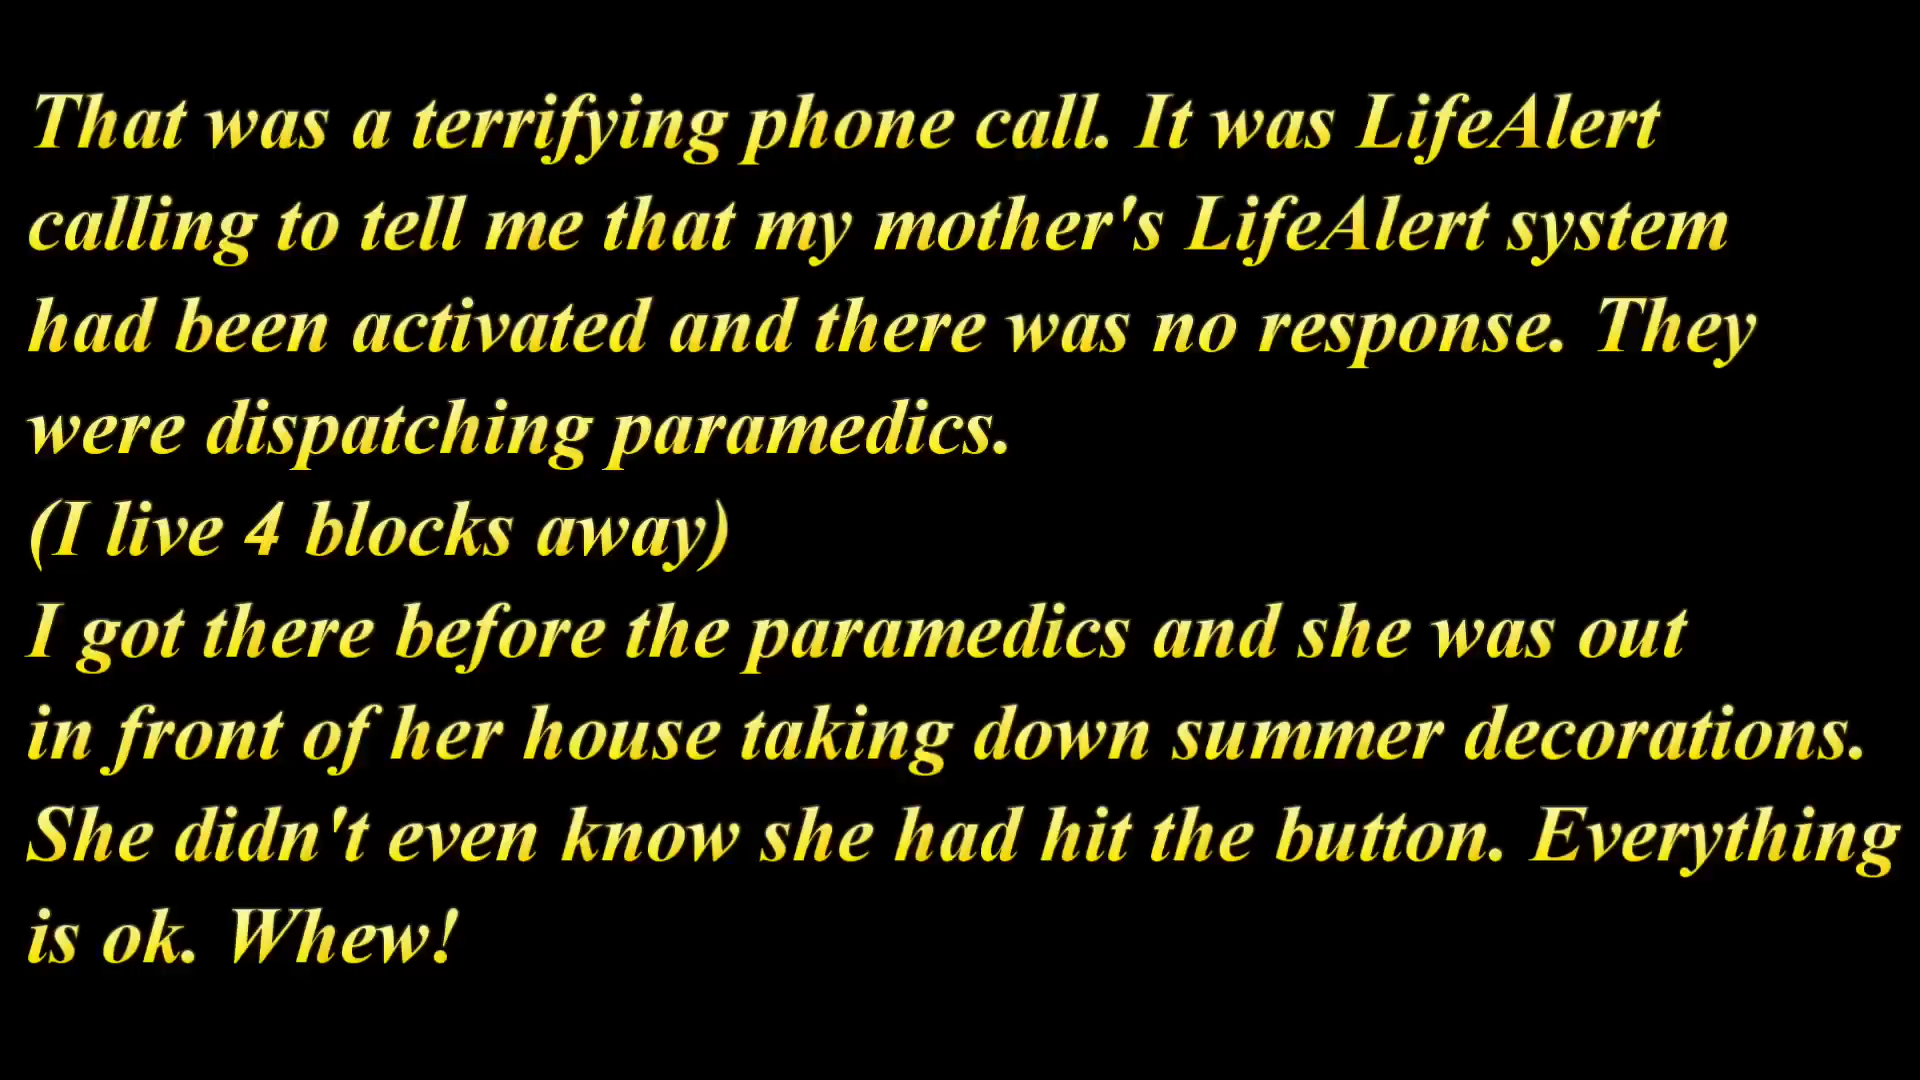 That was a terrifying phone call. It was LifeAlert
calling to tell me that my mother's LifeAlert system
had been activated and there was no response. They
were dispatching paramedics.
(I live 4 blocks away)
I got there before the paramedics and she was out
in front of her house taking down summer decorations.
She didn't even know she had hit the button. Everything
is ok. Whew!